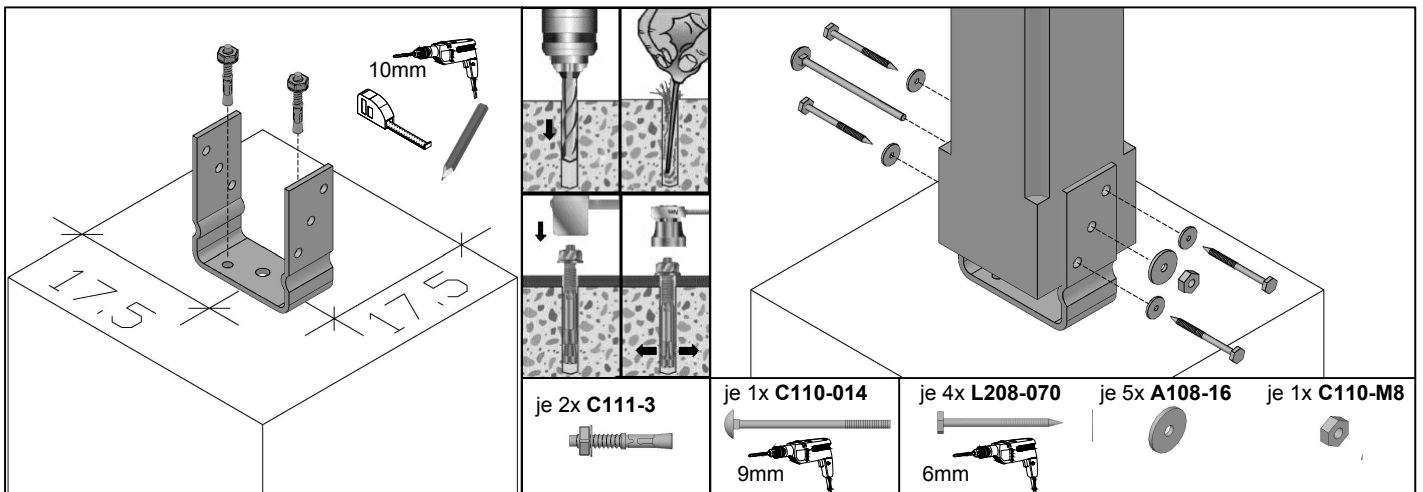 10mm
17.5
17.5
je 2x C111-3
je 1x C110-014
9mm
je 4x L208-070
6mm
je 5x A108-16
je 1x C110-M8